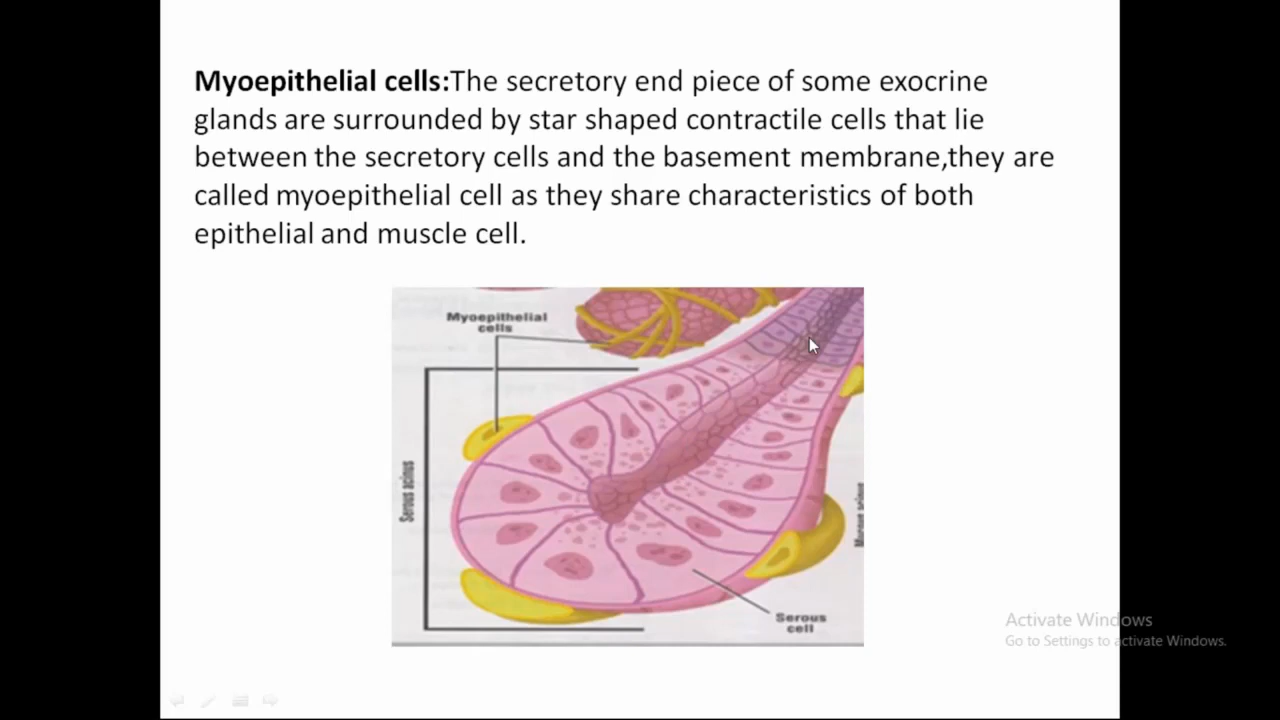 Myoepithelial cells:The secretory end piece of some exocrine
glands are surrounded by star shaped contractile cells that lie
between the secretory cells and the basement membrane,they are
called myoepithelial cell as they share characteristics of both
epithelial and muscle cell.
Myoepithelial
cells
Serous acinus
Mucous acinus
Serous
cell
Activate Windows
Go to Settings to activate Windows.